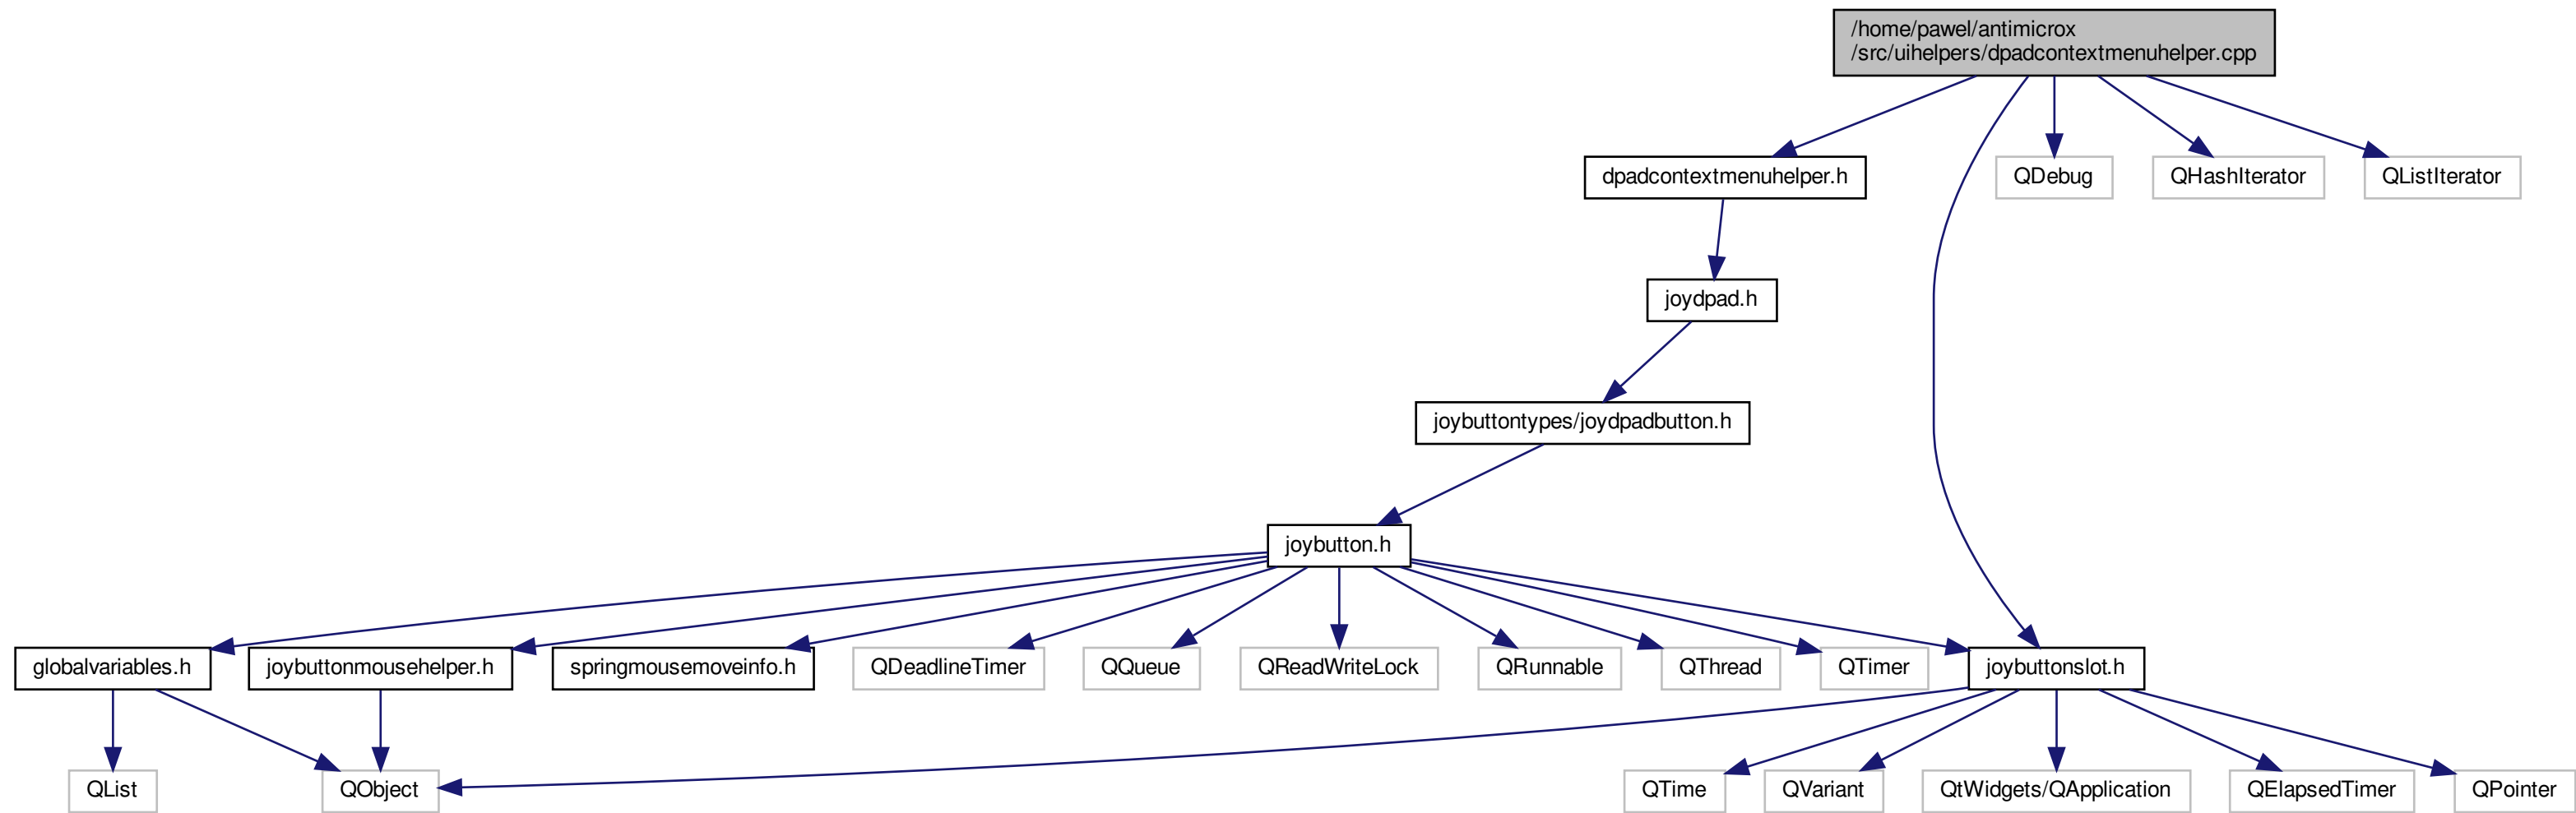 /home/pawel/antimicrox
/src/uihelpers/dpadcontextmenuhelper.cpp
dpadcontextmenuhelper.h
QDebug
QHashIterator
QListIterator
joydpad.h
joybuttontypes/joydpadbutton.h
joybutton.h
globalvariables.h
joybuttonmousehelper.h
springmousemoveinfo.h
QDeadlineTimer
QQueue
QReadWriteLock
QRunnable
QThread
QTimer
joybuttonslot.h
QList
QObject
QTime
QVariant
QtWidgets/QApplication
QElapsedTimer
QPointer